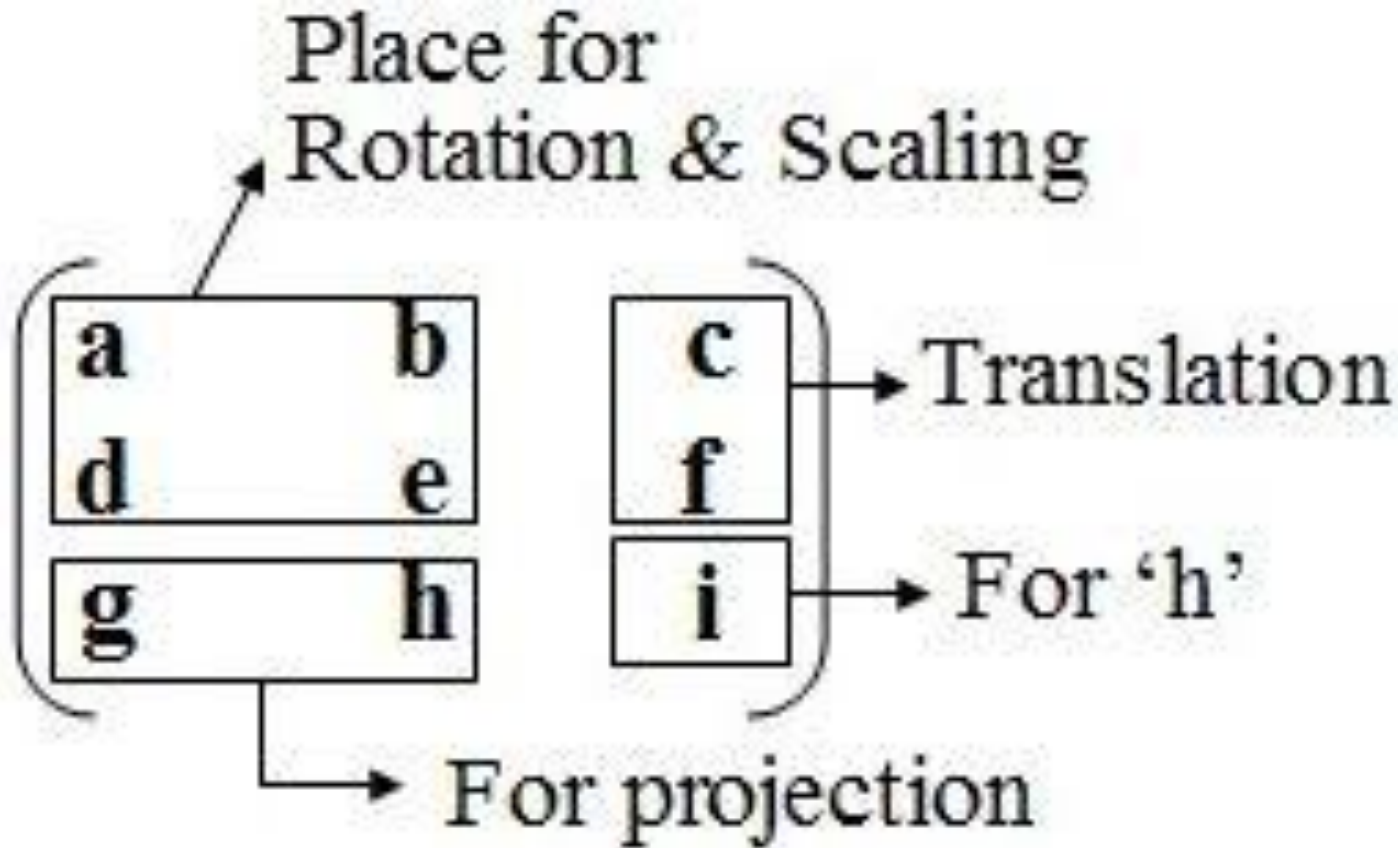 Place for
Rotation & Scaling
a b c
Translation
d e f
g h i
For ‘h’
For projection